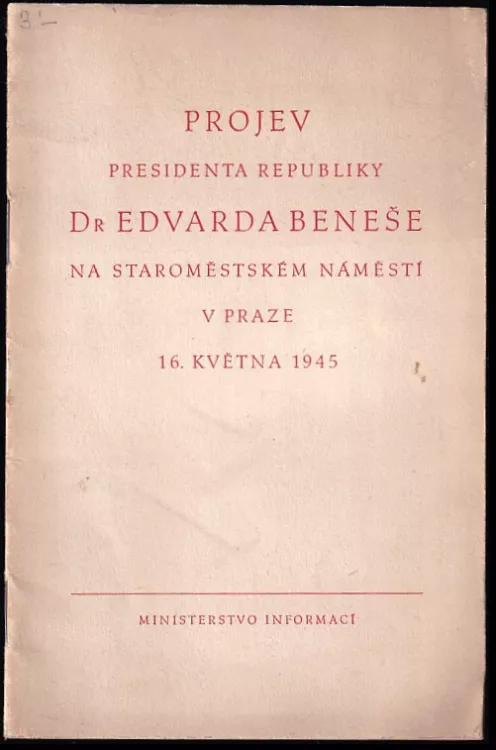 3.-
PROJEV
PRESIDENTA REPUBLIKY
DR EDVARDA BENEŠE
NA STAROMĚSTSKÉM NÁMĚSTÍ
V PRAZE
16. KVĚTNA 1945
MINISTERSTVO INFORMACÍ